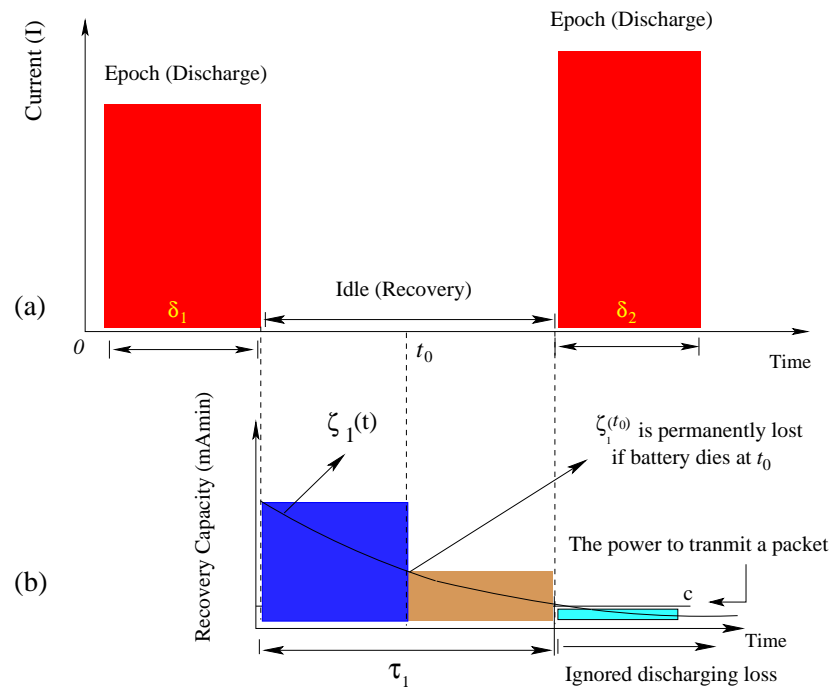 Epoch (Discharge)
Epoch (Discharge)
Current (I)
Idle (Recovery)
(a)
δ1
δ2
0
t0
Time
Recovery Capacity (mAmin)
ζ1(t)
ζ1(t0) is permanently lost
if battery dies at t0
The power to tranmit a packet
(b)
c
Time
τ1
Ignored discharging loss